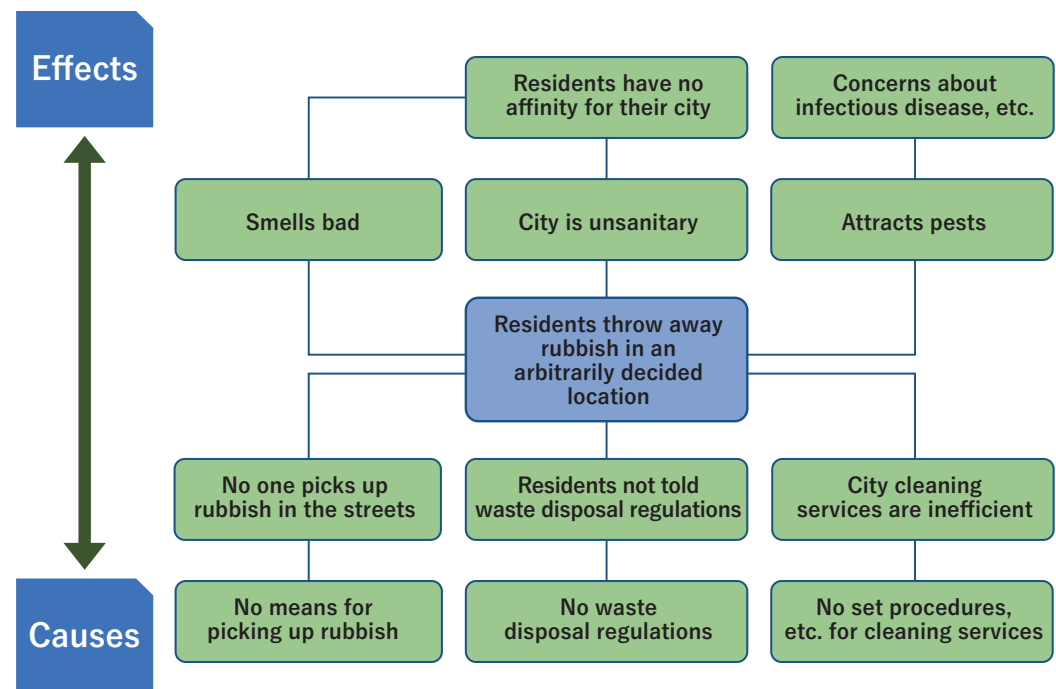 Effects
Residents have no
affinity for their city
Concerns about
infectious disease, etc.
Smells bad
City is unsanitary
Attracts pests
Residents throw away
rubbish in an
arbitrarily decided
location
No one picks up
rubbish in the streets
Residents not told
waste disposal regulations
City cleaning
services are inefficient
Causes
No means for
picking up rubbish
No waste
disposal regulations
No set procedures,
etc. for cleaning services